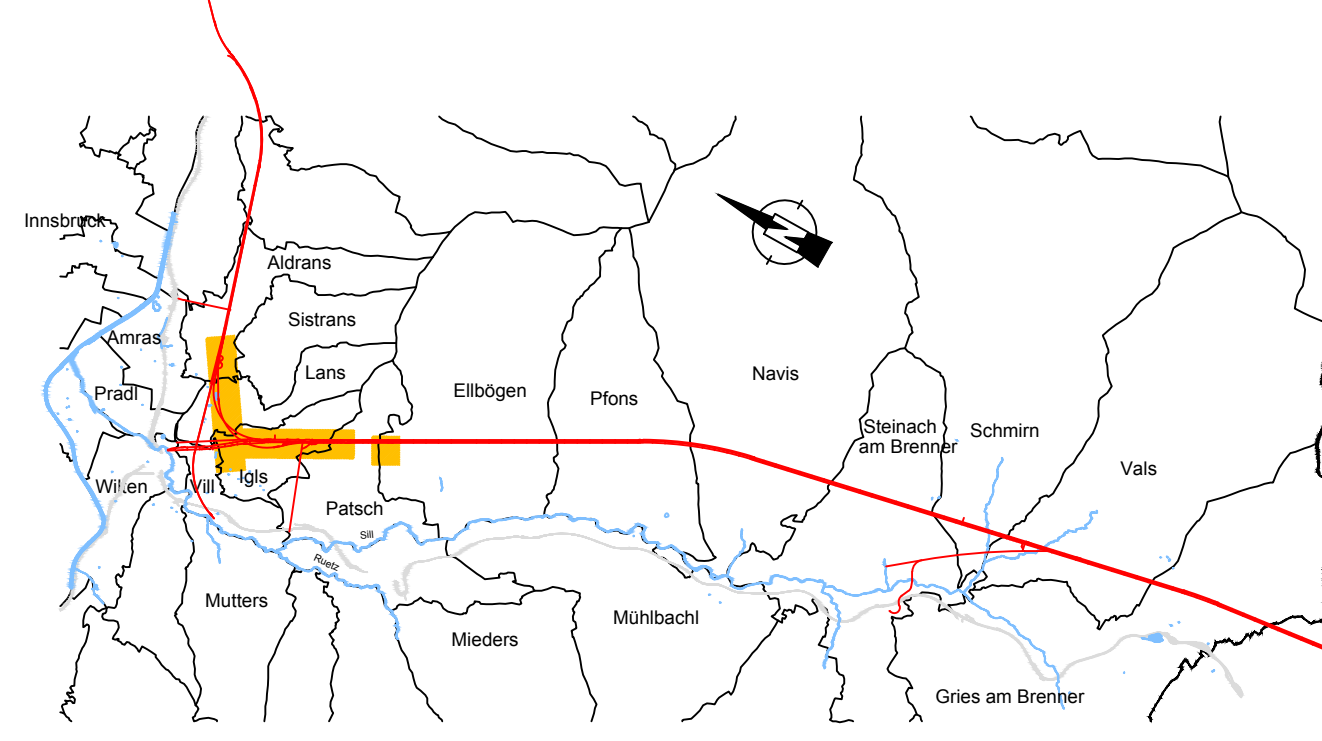 Innsbruck
Aldrans
Sistrans
Amras
Lans
Pradl
Ellbögen
Pfons
Navis
Steinach
am Brenner
Schmirn
Vals
Wilten
Vill
Igls
Patsch
Sill
Ruetz
Mutters
Mieders
Mühlbachl
Gries am Brenner
N